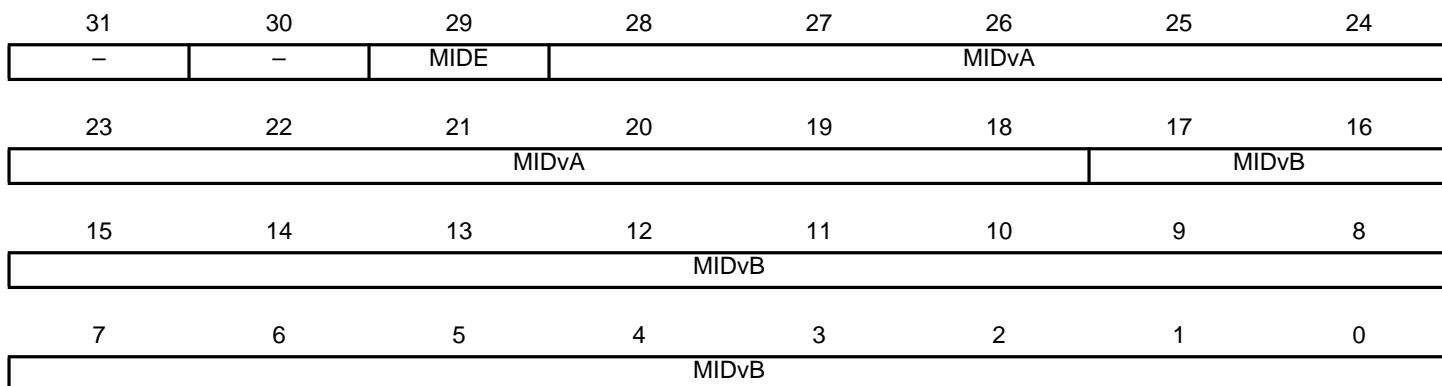 31 30 29 28 27 26 25 24
– – MIDE MIDvA
23 22 21 20 19 18 17 16
MIDvA MIDvB
15 14 13 12 11 10 9 8
MIDvB
7 6 5 4 3 2 1 0
MIDvB